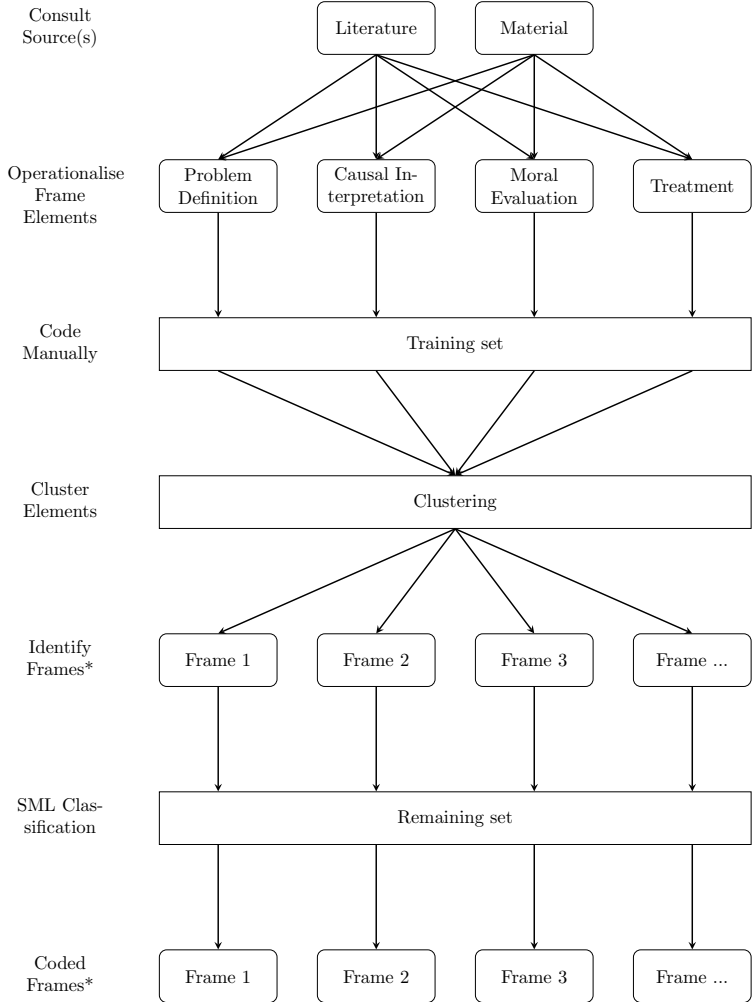 Consult
Source(s)
Literature
Material
Operationalise
Frame
Elements
Problem
Definition
Causal In-
terpretation
Moral
Evaluation
Treatment
Code
Manually
Training set
Cluster
Elements
Clustering
Identify
Frames*
Frame 1
Frame 2
Frame 3
Frame ...
SML Clas-
sification
Remaining set
Coded
Frames*
Frame 1
Frame 2
Frame 3
Frame ...